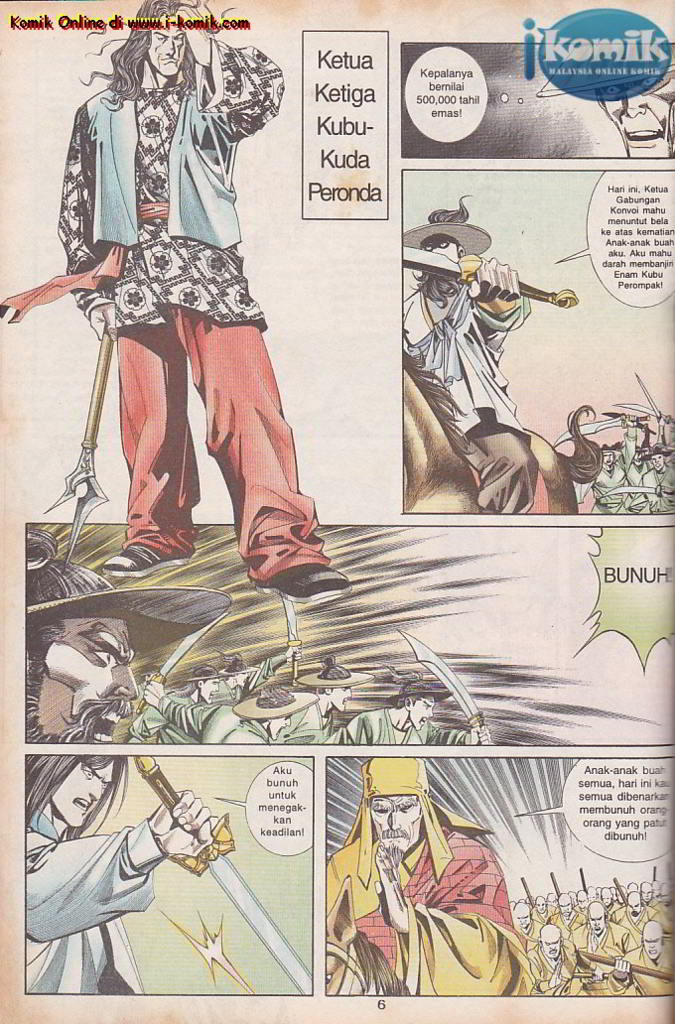 Komik Online di www.i-komik.com
ikomik
MALAYSIA ONLINE KOMIK
Ketua
Ketiga
Kubu-
Kuda
Peronda
Kepalanya
bernilai
500,000 tahil
emas!
Hari ini, Ketua
Gabungan
Konvoi mahu
menuntut bela
ke atas kematian
Anak-anak buah
aku. Aku mahu
darah membanjiri
Enam Kubu
Perompak!
BUNUH
Aku
bunuh
untuk
menegak-
kan
keadilan!
Anak-anak buah
semua, hari ini kau
semua dibenarkan
membunuh orang-
orang yang patut
dibunuh!
6